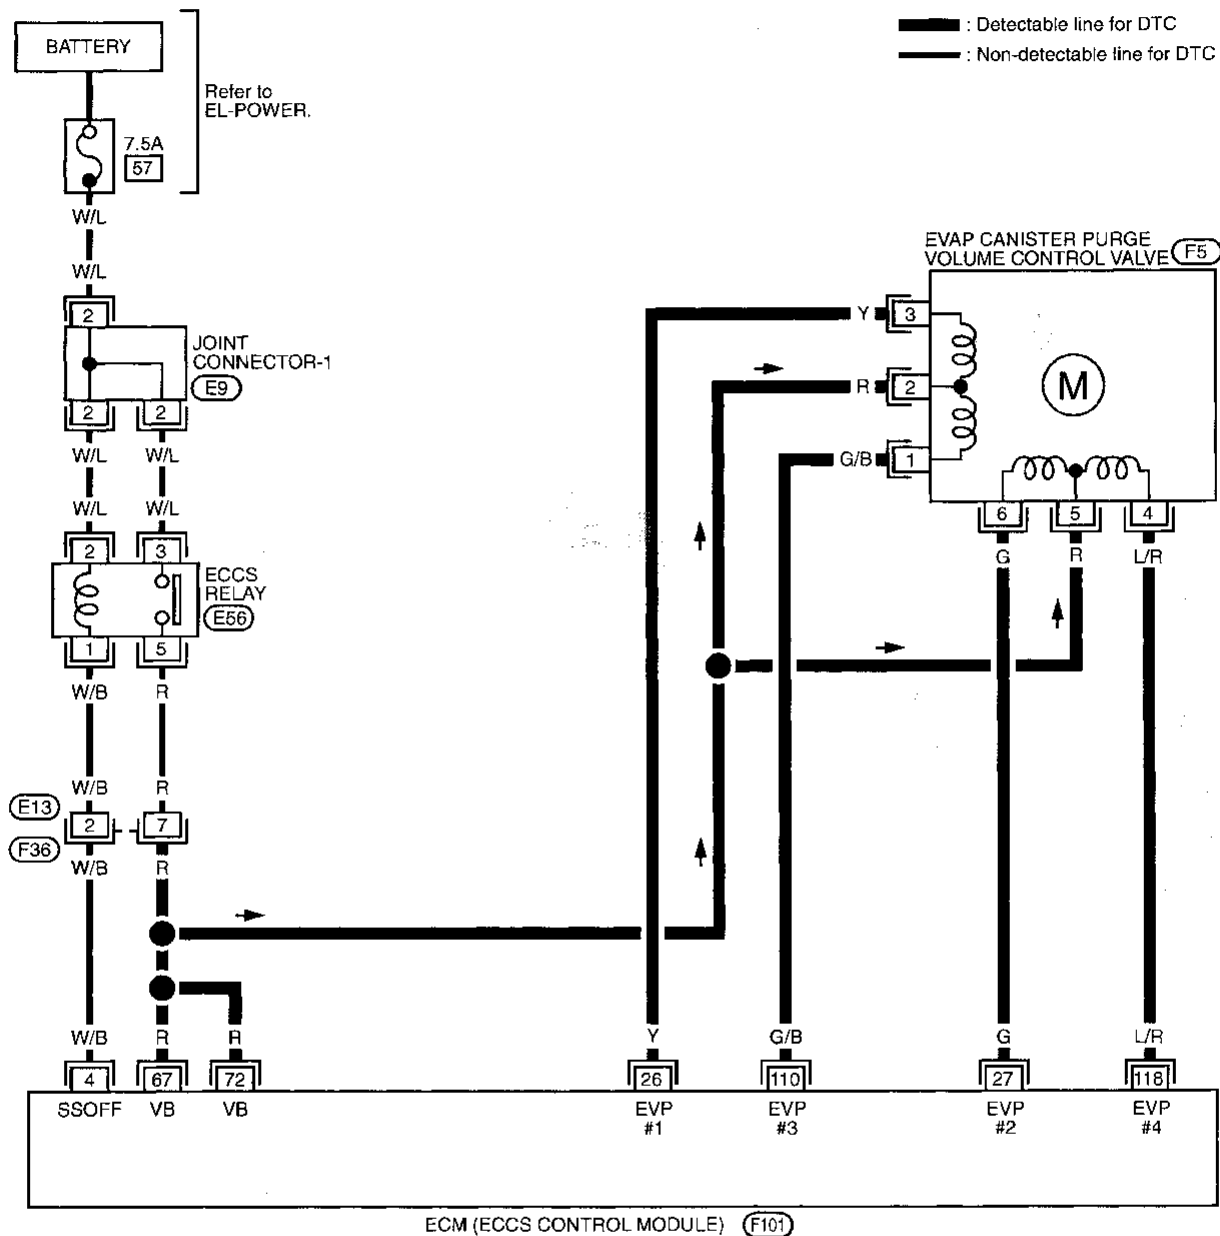 BATTERY
: Detectable line for DTC
: Non-detectable line for DTC
Refer to
EL-POWER.
7.5A
57
W/L
W/L
2
JOINT
CONNECTOR-1
E9
2 2
W/L W/L
W/L W/L
2 3
ECCS
RELAY
E56
1 5
W/B R
W/B R
E13
2 7
F36
W/B R
W/B R R
4 67 72
SSOFF VB VB
EVAP CANISTER PURGE
VOLUME CONTROL VALVE F5
Y 3
R 2
M
G/B 1
6 5 4
G R L/R
Y G/B G L/R
26 110 27 118
EVP EVP EVP EVP
#1 #3 #2 #4
ECM (ECCS CONTROL MODULE) F101